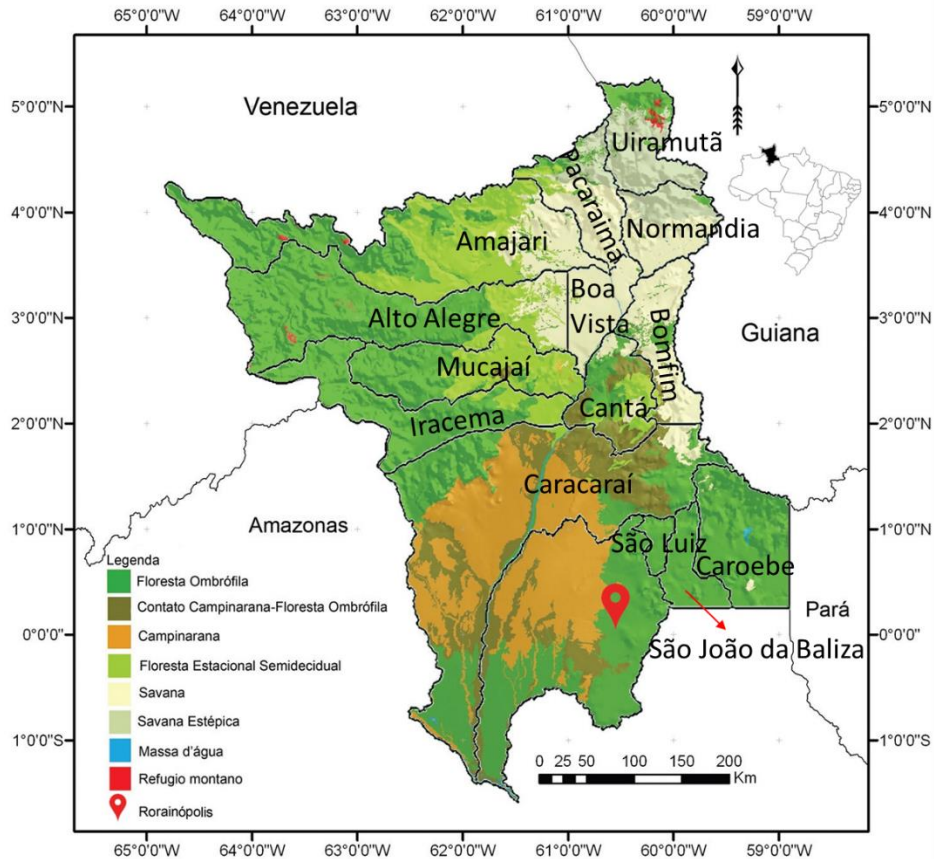 65°0'0"W 64°0'0"W 63°0'0"W 62°0'0"W 61°0'0"W 60°0'0"W 59°0'0"W
5°0'0"N
5°0'0"N
4°0'0"N
4°0'0"N
3°0'0"N
3°0'0"N
2°0'0"N
2°0'0"N
1°0'0"N
1°0'0"N
0°0'0"
0°0'0"
1°0'0"S
1°0'0"S
Venezuela
Uiramutã
Pacaraima
Normandia
Amajari
Boa
Vista
Alto Alegre
Bomfim
Guiana
Mucajaí
Cantá
Iracema
Caracaraí
Amazonas
São Luiz
Caroebe
Pará
São João da Baliza
Legenda
Floresta Ombrófila
Contato Campinarana-Floresta Ombrófila
Campinarana
Floresta Estacional Semidecidual
Savana
Savana Estépica
Massa d'água
Refugio montano
Rorainópolis
0 25 50 100 150 200
Km
65°0'0"W 64°0'0"W 63°0'0"W 62°0'0"W 61°0'0"W 60°0'0"W 59°0'0"W